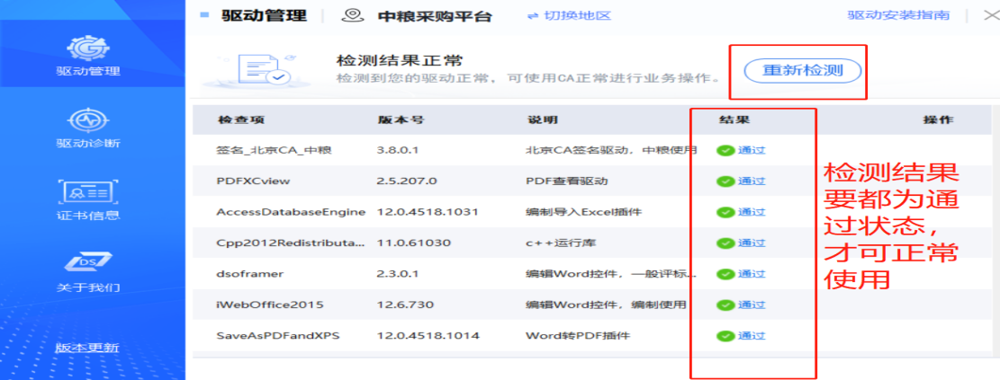 驱动管理
驱动诊断
证书信息
DS
关于我们
版本更新
驱动管理 中粮采购平台 切换地区 驱动安装指南
检测结果正常
检测到您的驱动正常，可使用CA正常进行业务操作。
重新检测
检查项 版本号 说明 结果 操作
签名_北京CA_中粮 3.8.0.1 北京CA签名驱动，中粮使用 通过
PDFXCview 2.5.207.0 PDF查看驱动 通过
AccessDatabaseEngine 12.0.4518.1031 编制导入Excel插件 通过
Cpp2012Redistributa... 11.0.61030 c++运行库 通过
dsoframer 2.3.0.1 编辑Word控件，一般评标... 通过
iWebOffice2015 12.6.730 编辑Word控件，编制使用 通过
SaveAsPDFandXPS 12.0.4518.1014 Word转PDF插件 通过
检测结果
要都为通
过状态，
才可正常
使用